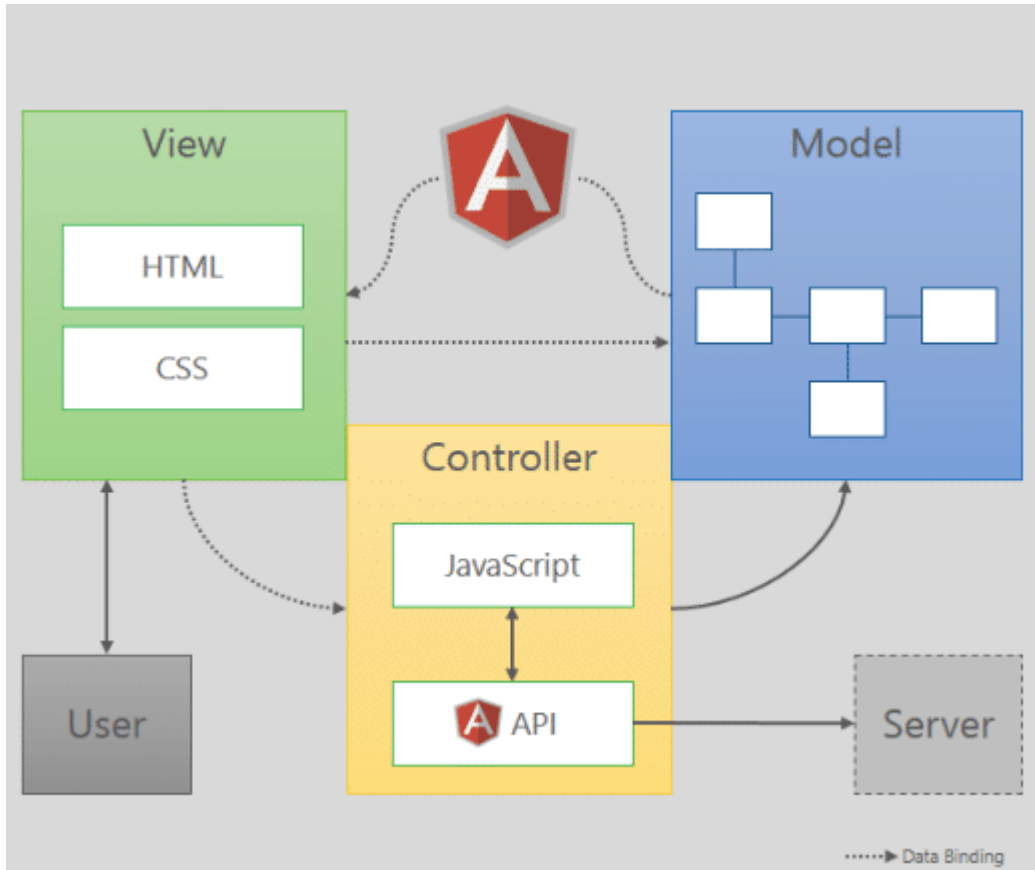 View
Model
HTML
CSS
Controller
JavaScript
API
User
Server
Data Binding